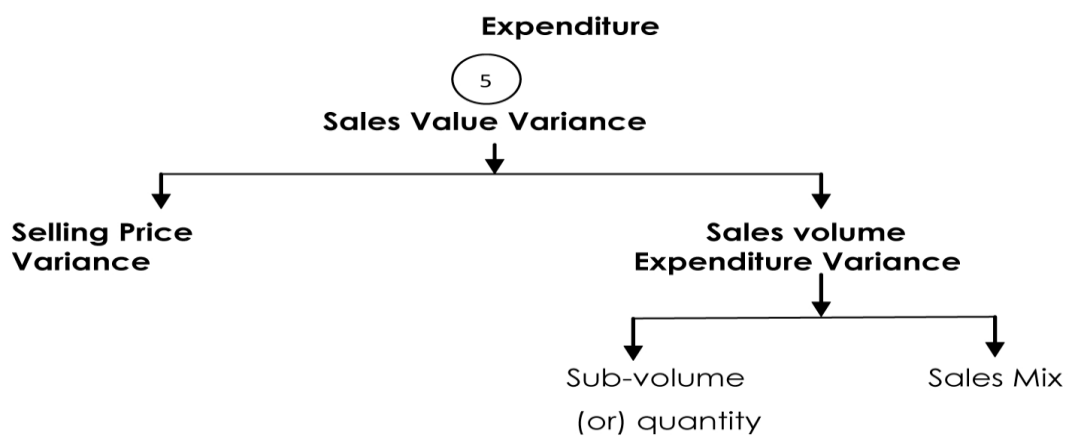 Expenditure
5
Sales Value Variance
Selling Price
Variance
Sales volume
Expenditure Variance
Sub-volume
(or) quantity
Sales Mix